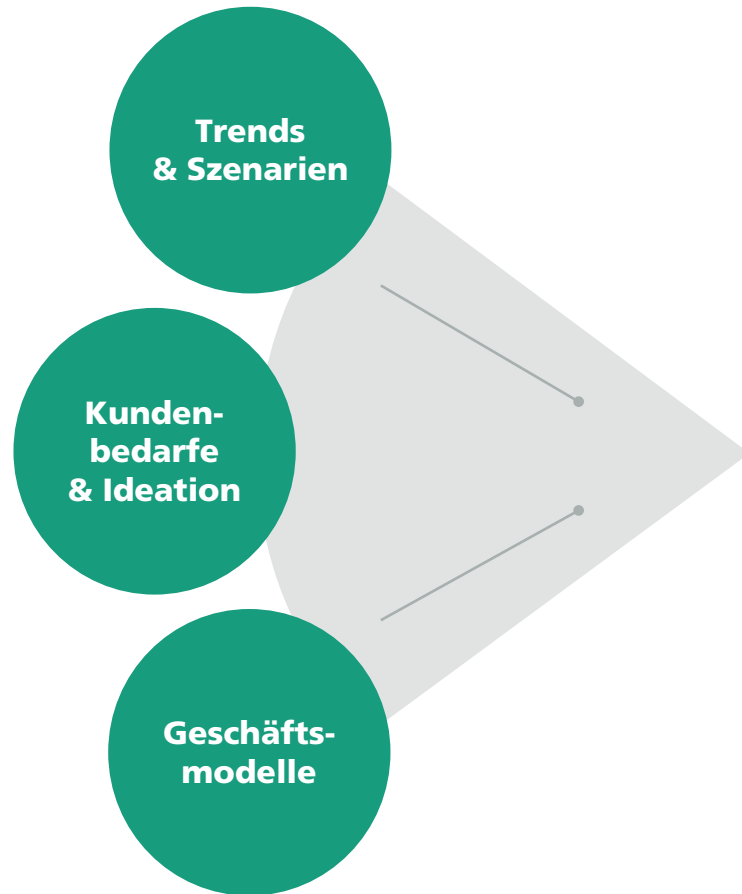 Trends
& Szenarien
Kunden-
bedarfe
& Ideation
Geschäfts-
modelle